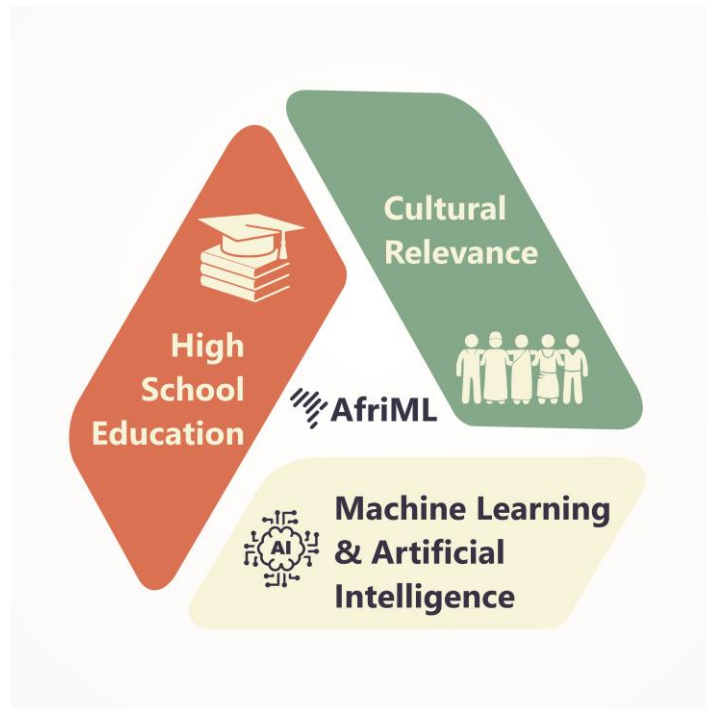 Cultural
Relevance
High
School
Education
AfriML
AI
Machine Learning
& Artificial
Intelligence